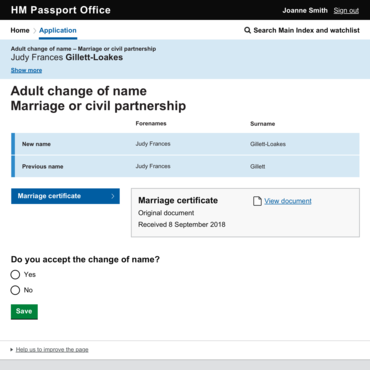 HM Passport Office
Joanne Smith Sign out
Home Application
Search Main Index and watchlist
Adult change of name – Marriage or civil partnership
Judy Frances Gillett-Loakes
Show more
Adult change of name
Marriage or civil partnership
Forenames Surname
New name Judy Frances Gillett-Loakes
Previous name Judy Frances Gillett
Marriage certificate
Marriage certificate
View document
Original document
Received 8 September 2018
Do you accept the change of name?
Yes
No
Save
Help us to improve the page